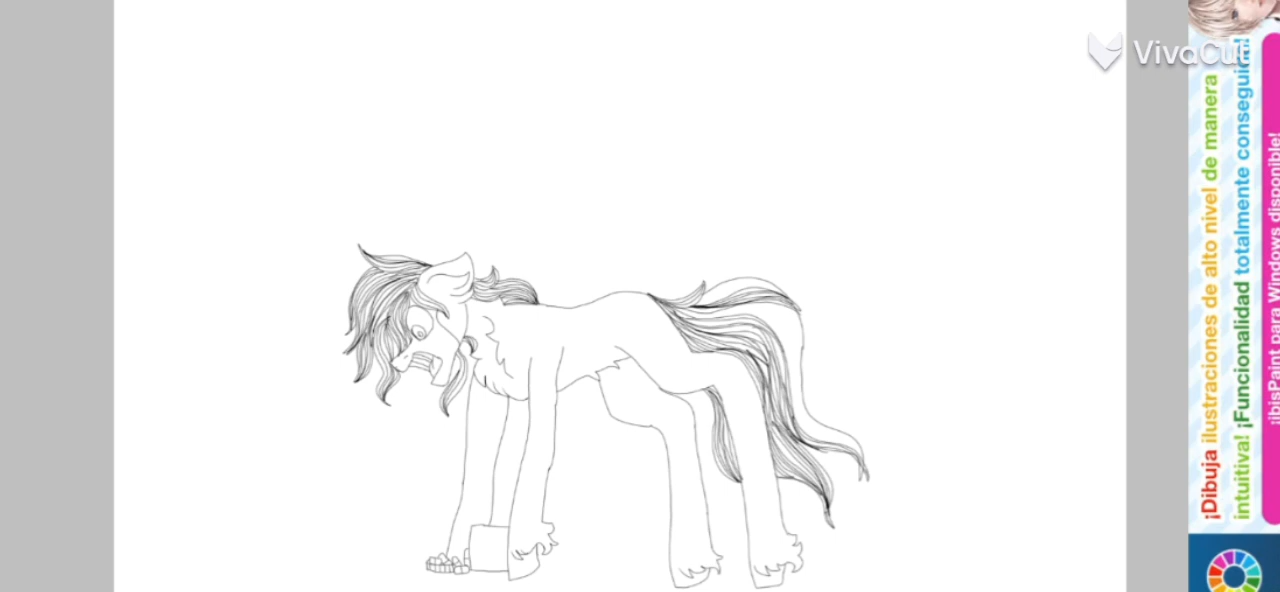 VivaCut
¡Dibuja ilustraciones de alto nivel de manera
intuitiva! ¡Funcionalidad totalmente conseguida!
¡ibisPaint para Windows disponible!